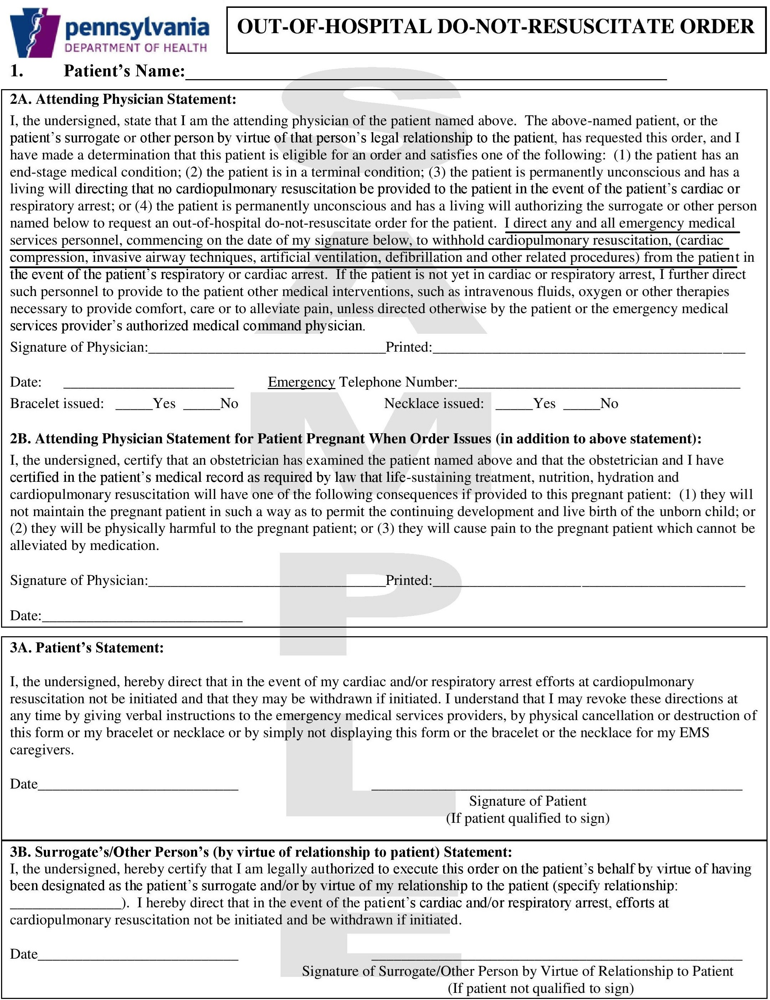 pennsylvania
DEPARTMENT OF HEALTH
OUT-OF-HOSPITAL DO-NOT-RESUSCITATE ORDER
1. Patient’s Name:
2A. Attending Physician Statement:
I, the undersigned, state that I am the attending physician of the patient named above. The above-named patient, or the
patient’s surrogate or other person by virtue of that person’s legal relationship to the patient, has requested this order, and I
have made a determination that this patient is eligible for an order and satisfies one of the following: (1) the patient has an
end-stage medical condition; (2) the patient is in a terminal condition; (3) the patient is permanently unconscious and has a
living will directing that no cardiopulmonary resuscitation be provided to the patient in the event of the patient’s cardiac or
respiratory arrest; or (4) the patient is permanently unconscious and has a living will authorizing the surrogate or other person
named below to request an out-of-hospital do-not-resuscitate order for the patient. I direct any and all emergency medical
services personnel, commencing on the date of my signature below, to withhold cardiopulmonary resuscitation, (cardiac
compression, invasive airway techniques, artificial ventilation, defibrillation and other related procedures) from the patient in
the event of the patient’s respiratory or cardiac arrest. If the patient is not yet in cardiac or respiratory arrest, I further direct
such personnel to provide to the patient other medical interventions, such as intravenous fluids, oxygen or other therapies
necessary to provide comfort, care or to alleviate pain, unless directed otherwise by the patient or the emergency medical
services provider’s authorized medical command physician.
Signature of Physician:________________________________Printed:__________________________________________
Date: _______________________ Emergency Telephone Number:______________________________________
Bracelet issued: _____Yes _____No Necklace issued: _____Yes _____No
2B. Attending Physician Statement for Patient Pregnant When Order Issues (in addition to above statement):
I, the undersigned, certify that an obstetrician has examined the patient named above and that the obstetrician and I have
certified in the patient’s medical record as required by law that life-sustaining treatment, nutrition, hydration and
cardiopulmonary resuscitation will have one of the following consequences if provided to this pregnant patient: (1) they will
not maintain the pregnant patient in such a way as to permit the continuing development and live birth of the unborn child; or
(2) they will be physically harmful to the pregnant patient; or (3) they will cause pain to the pregnant patient which cannot be
alleviated by medication.
Signature of Physician:________________________________Printed:__________________________________________
Date:___________________________
3A. Patient’s Statement:
I, the undersigned, hereby direct that in the event of my cardiac and/or respiratory arrest efforts at cardiopulmonary
resuscitation not be initiated and that they may be withdrawn if initiated. I understand that I may revoke these directions at
any time by giving verbal instructions to the emergency medical services providers, by physical cancellation or destruction of
this form or my bracelet or necklace or by simply not displaying this form or the bracelet or the necklace for my EMS
caregivers.
Date___________________________ __________________________________________________
Signature of Patient
(If patient qualified to sign)
3B. Surrogate’s/Other Person’s (by virtue of relationship to patient) Statement:
I, the undersigned, hereby certify that I am legally authorized to execute this order on the patient’s behalf by virtue of having
been designated as the patient’s surrogate and/or by virtue of my relationship to the patient (specify relationship:
_______________). I hereby direct that in the event of the patient’s cardiac and/or respiratory arrest, efforts at
cardiopulmonary resuscitation not be initiated and be withdrawn if initiated.
Date___________________________ __________________________________________________
Signature of Surrogate/Other Person by Virtue of Relationship to Patient
(If patient not qualified to sign)
SAMPLE